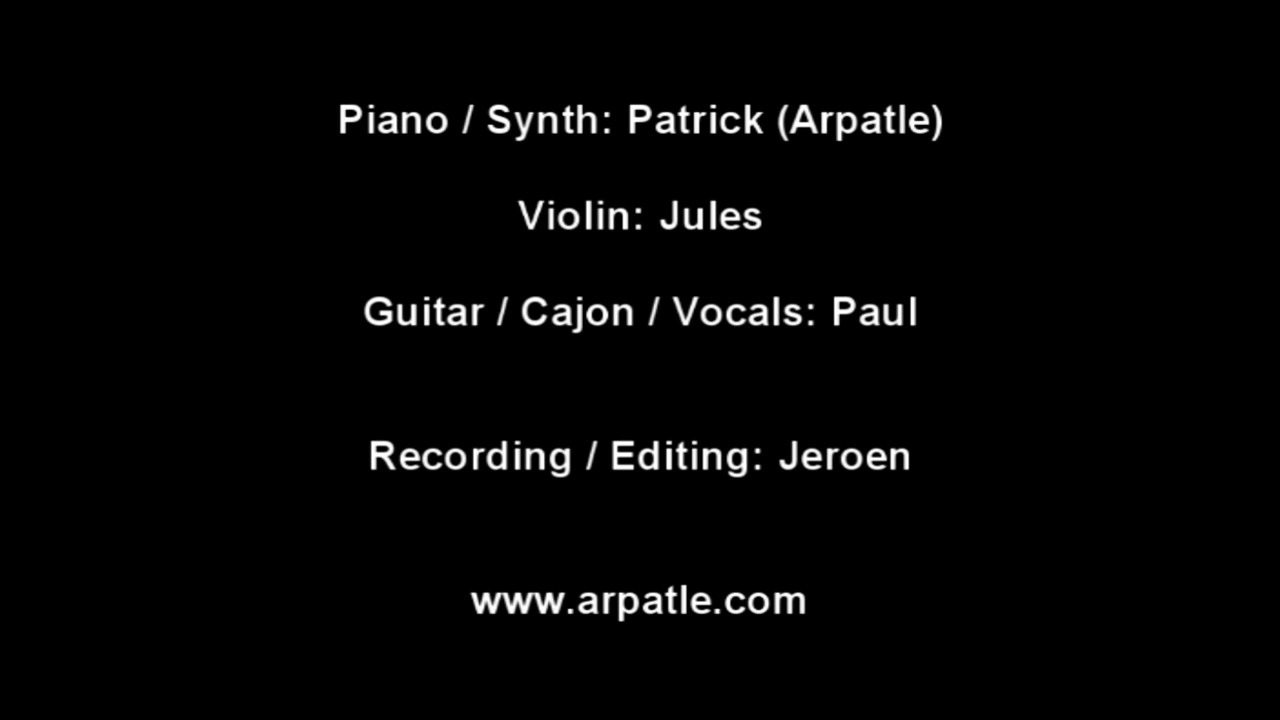 Piano / Synth: Patrick (Arpatle)
Violin: Jules
Guitar / Cajon / Vocals: Paul
Recording / Editing: Jeroen
www.arpatle.com